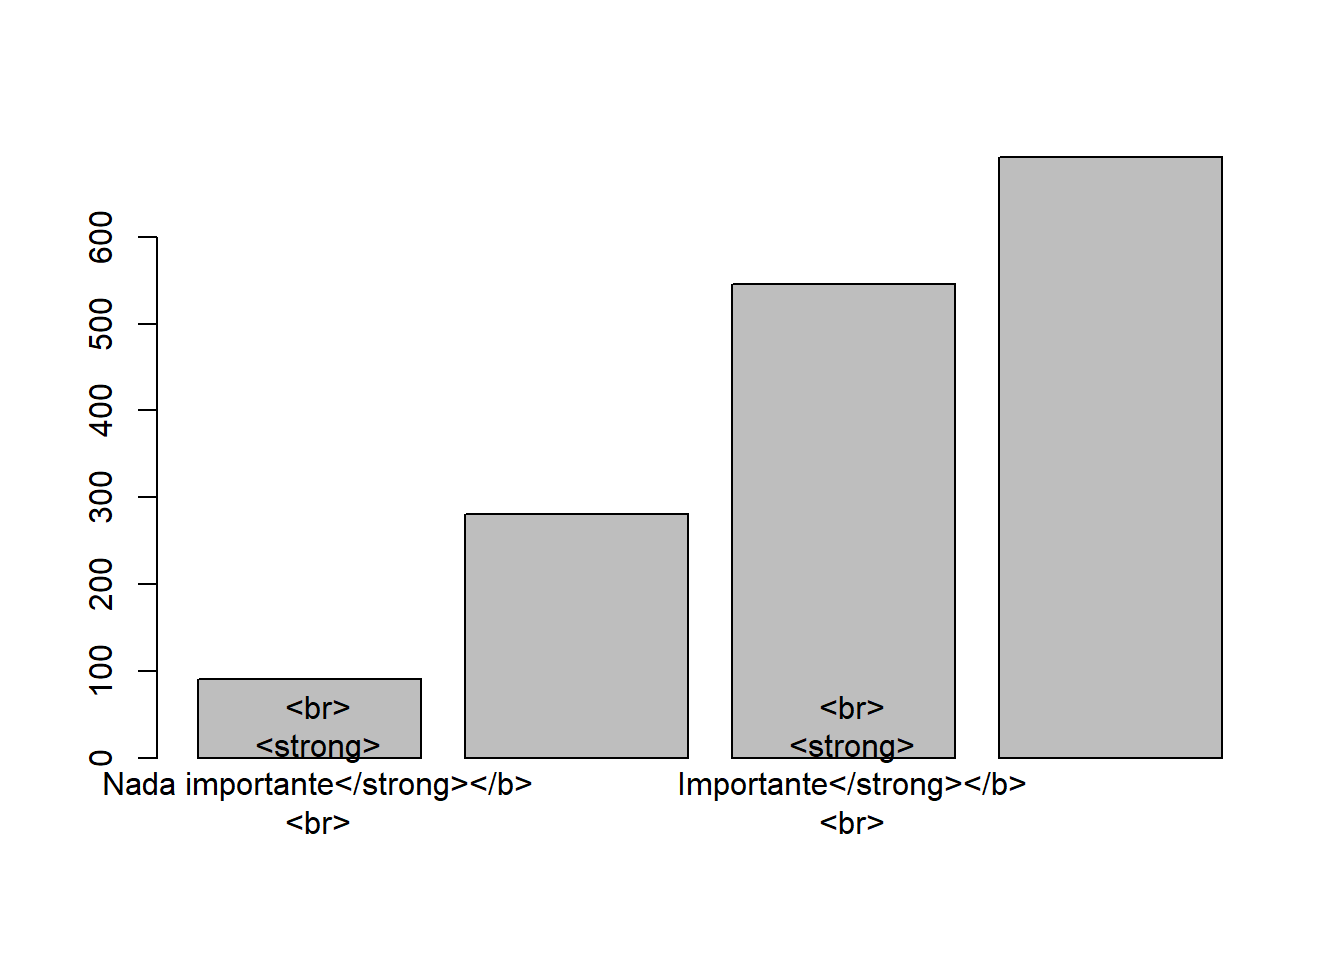 600
500
400
300
200
100
0
<br>
<strong>
Nada importante</strong></b>
<br>
<br>
<strong>
Importante</strong></b>
<br>